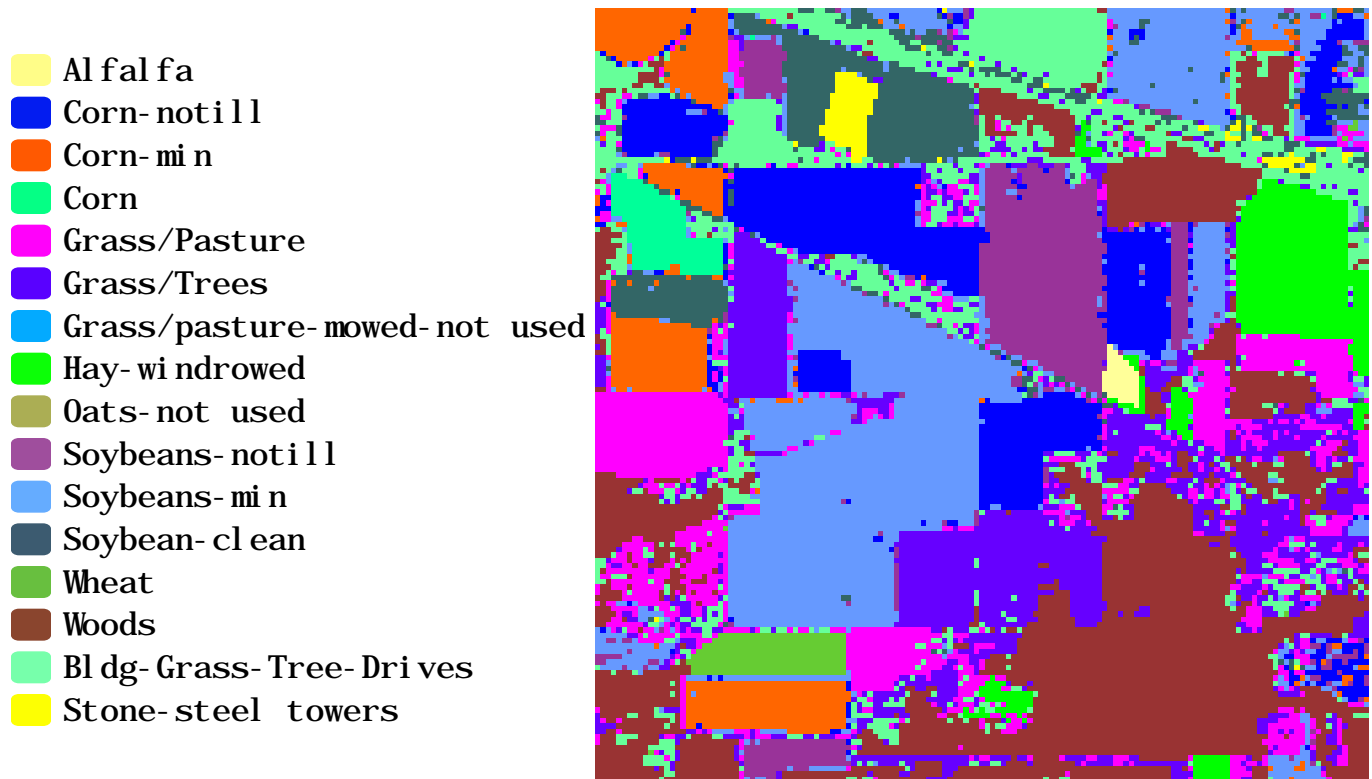 Alfalfa
Corn-notill
Corn-min
Corn
Grass/Pasture
Grass/Trees
Grass/pasture-mowed-not used
Hay-windrowed
Oats-not used
Soybeans-notill
Soybeans-min
Soybean-clean
Wheat
Woods
Bldg-Grass-Tree-Drives
Stone-steel towers